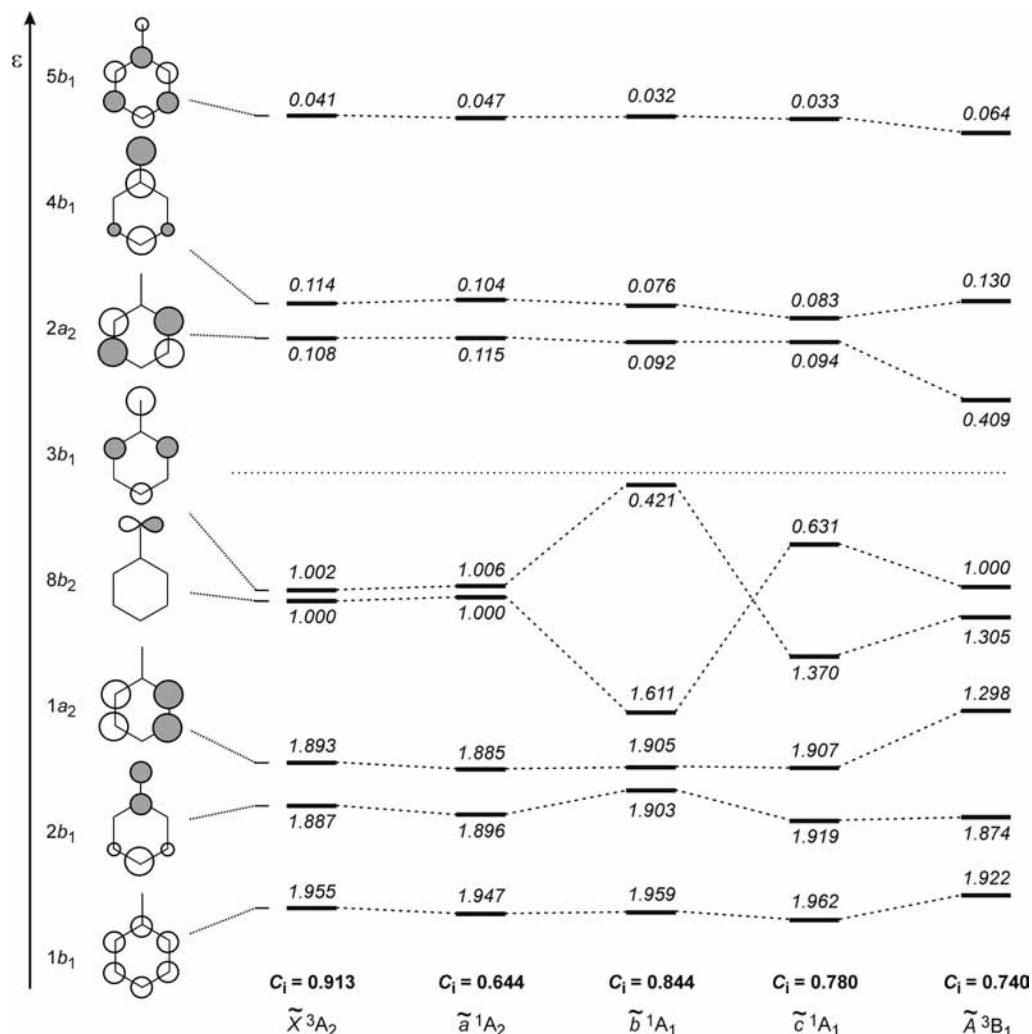 ε
5b₁
0.041 0.047 0.032 0.033 0.064
4b₁
0.114 0.104 0.076 0.083 0.130
2a₂
0.108 0.115 0.092 0.094 0.409
3b₁
0.421 0.631
8b₂
1.002 1.006 1.000
1.000 1.000 1.305
1.370
1a₂
1.611 1.298
1.893 1.885 1.905 1.907
2b₁
1.887 1.896 1.903 1.919 1.874
1b₁
1.955 1.947 1.959 1.962 1.922
Cᵢ = 0.913 Cᵢ = 0.644 Cᵢ = 0.844 Cᵢ = 0.780 Cᵢ = 0.740
X̃ ³A₂ ã ¹A₂ b̃ ¹A₁ c̃ ¹A₁ Ã ³B₁